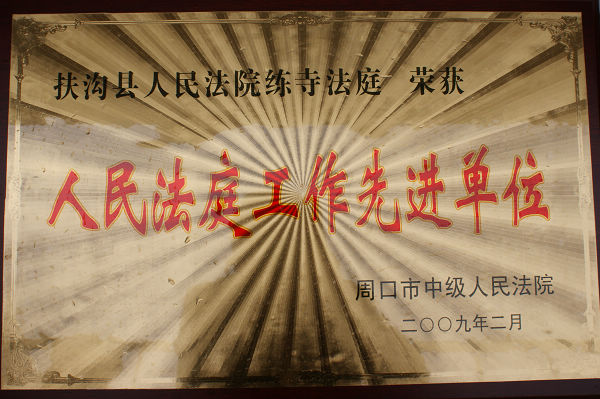 扶沟县人民法院练寺法庭 荣获
人民法庭工作先进单位
周口市中级人民法院
二〇〇九年二月